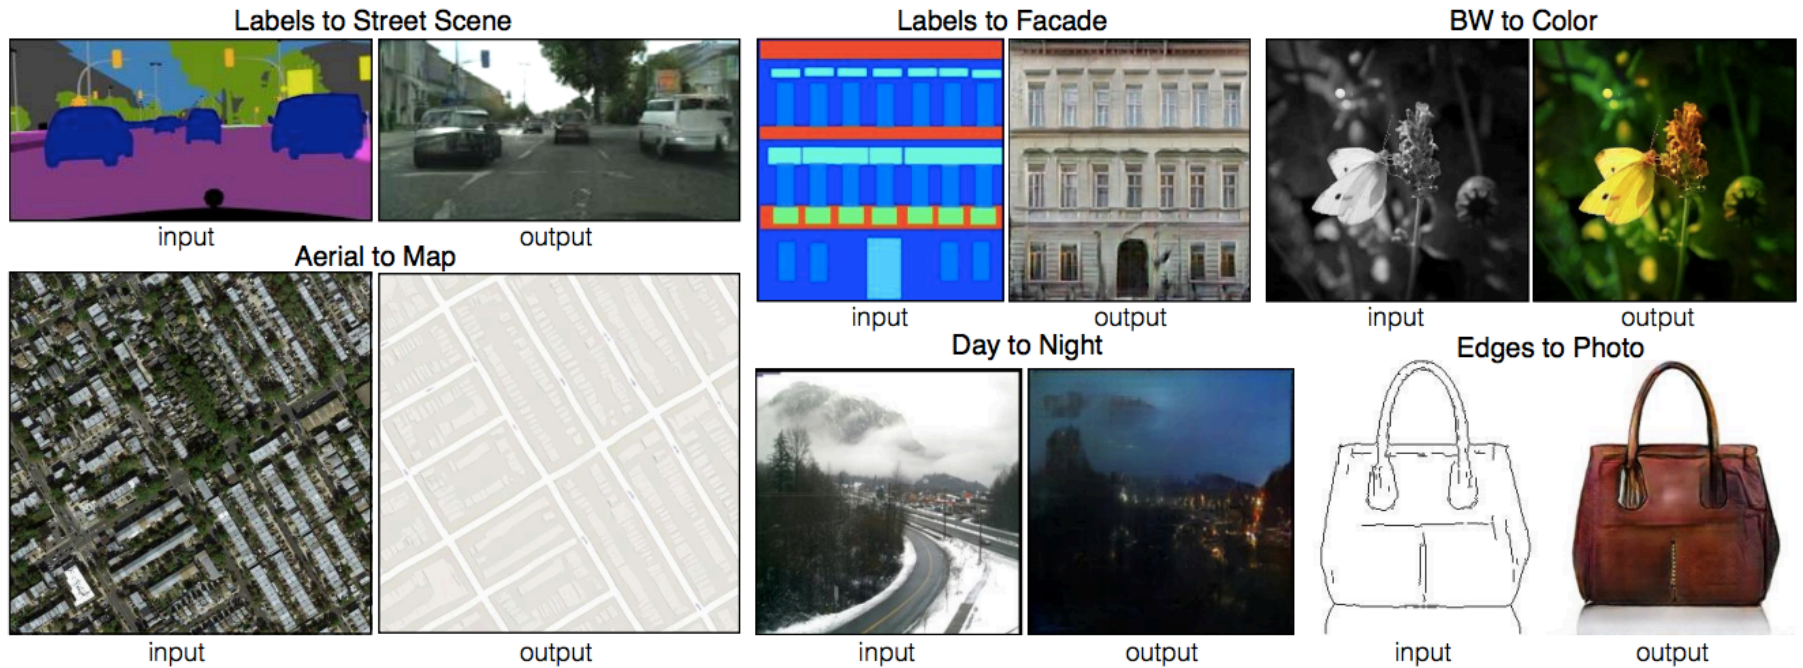 Labels to Street Scene
input
output
Aerial to Map
input
output
Labels to Facade
input
output
BW to Color
input
output
Day to Night
input
output
Edges to Photo
input
output